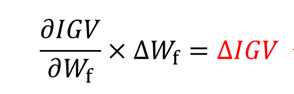 ∂IGV/∂W_f × ΔW_f = ΔIGV